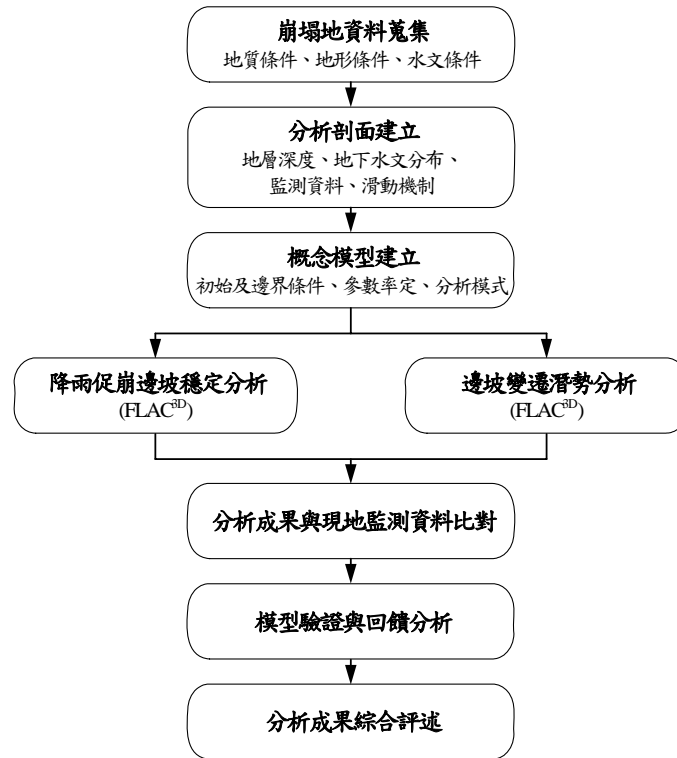 崩塌地資料蒐集
地質條件、地形條件、水文條件
分析剖面建立
地層深度、地下水文分布、
監測資料、滑動機制
概念模型建立
初始及邊界條件、參數率定、分析模式
降雨促崩邊坡穩定分析
(FLAC3D)
邊坡變遷潛勢分析
(FLAC3D)
分析成果與現地監測資料比對
模型驗證與回饋分析
分析成果綜合評述